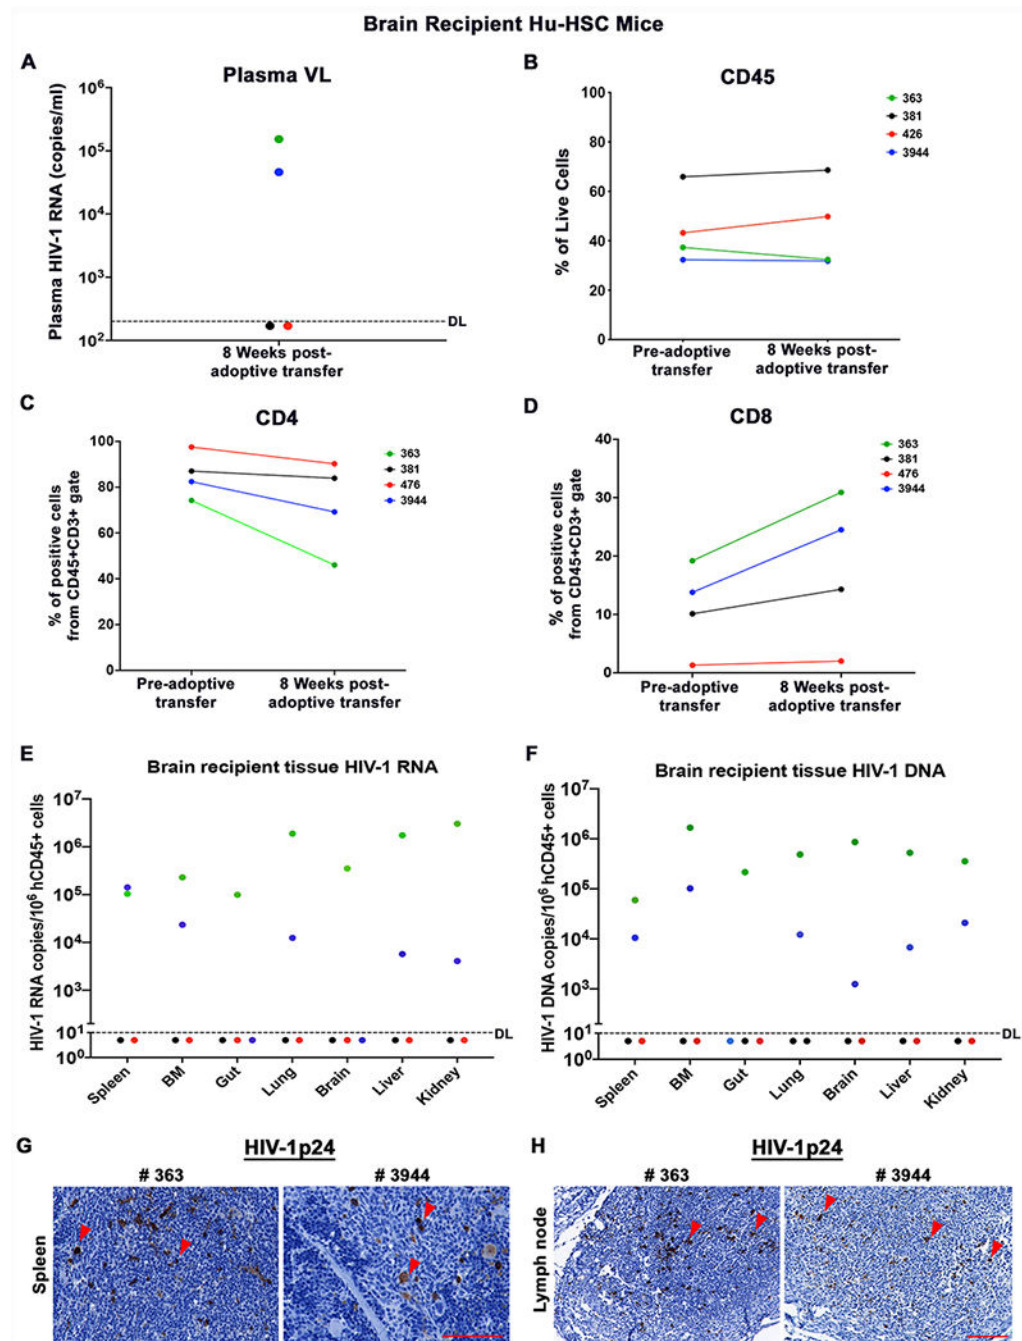 Brain Recipient Hu-HSC Mice
A
Plasma VL
Plasma HIV-1 RNA (copies/ml)
10⁶
10⁵
10⁴
10³
10²
DL
8 Weeks post-
adoptive transfer
B
CD45
% of Live Cells
100
80
60
40
20
0
Pre-adoptive
transfer
8 Weeks post-
adoptive transfer
363
381
426
3944
C
CD4
% of positive cells
from CD45+CD3+ gate
100
80
60
40
20
0
Pre-adoptive
transfer
8 Weeks post-
adoptive transfer
363
381
476
3944
D
CD8
% of positive cells
from CD45+CD3+ gate
40
30
20
10
0
Pre-adoptive
transfer
8 Weeks post-
adoptive transfer
363
381
476
3944
E
Brain recipient tissue HIV-1 RNA
HIV-1 RNA copies/10⁶ hCD45+ cells
10⁷
10⁶
10⁵
10⁴
10³
10¹
10⁰
DL
Spleen
BM
Gut
Lung
Brain
Liver
Kidney
F
Brain recipient tissue HIV-1 DNA
HIV-1 DNA copies/10⁶ hCD45+ cells
10⁷
10⁶
10⁵
10⁴
10³
10¹
10⁰
DL
Spleen
BM
Gut
Lung
Brain
Liver
Kidney
G
HIV-1p24
# 363
# 3944
Spleen
H
HIV-1p24
# 363
# 3944
Lymph node